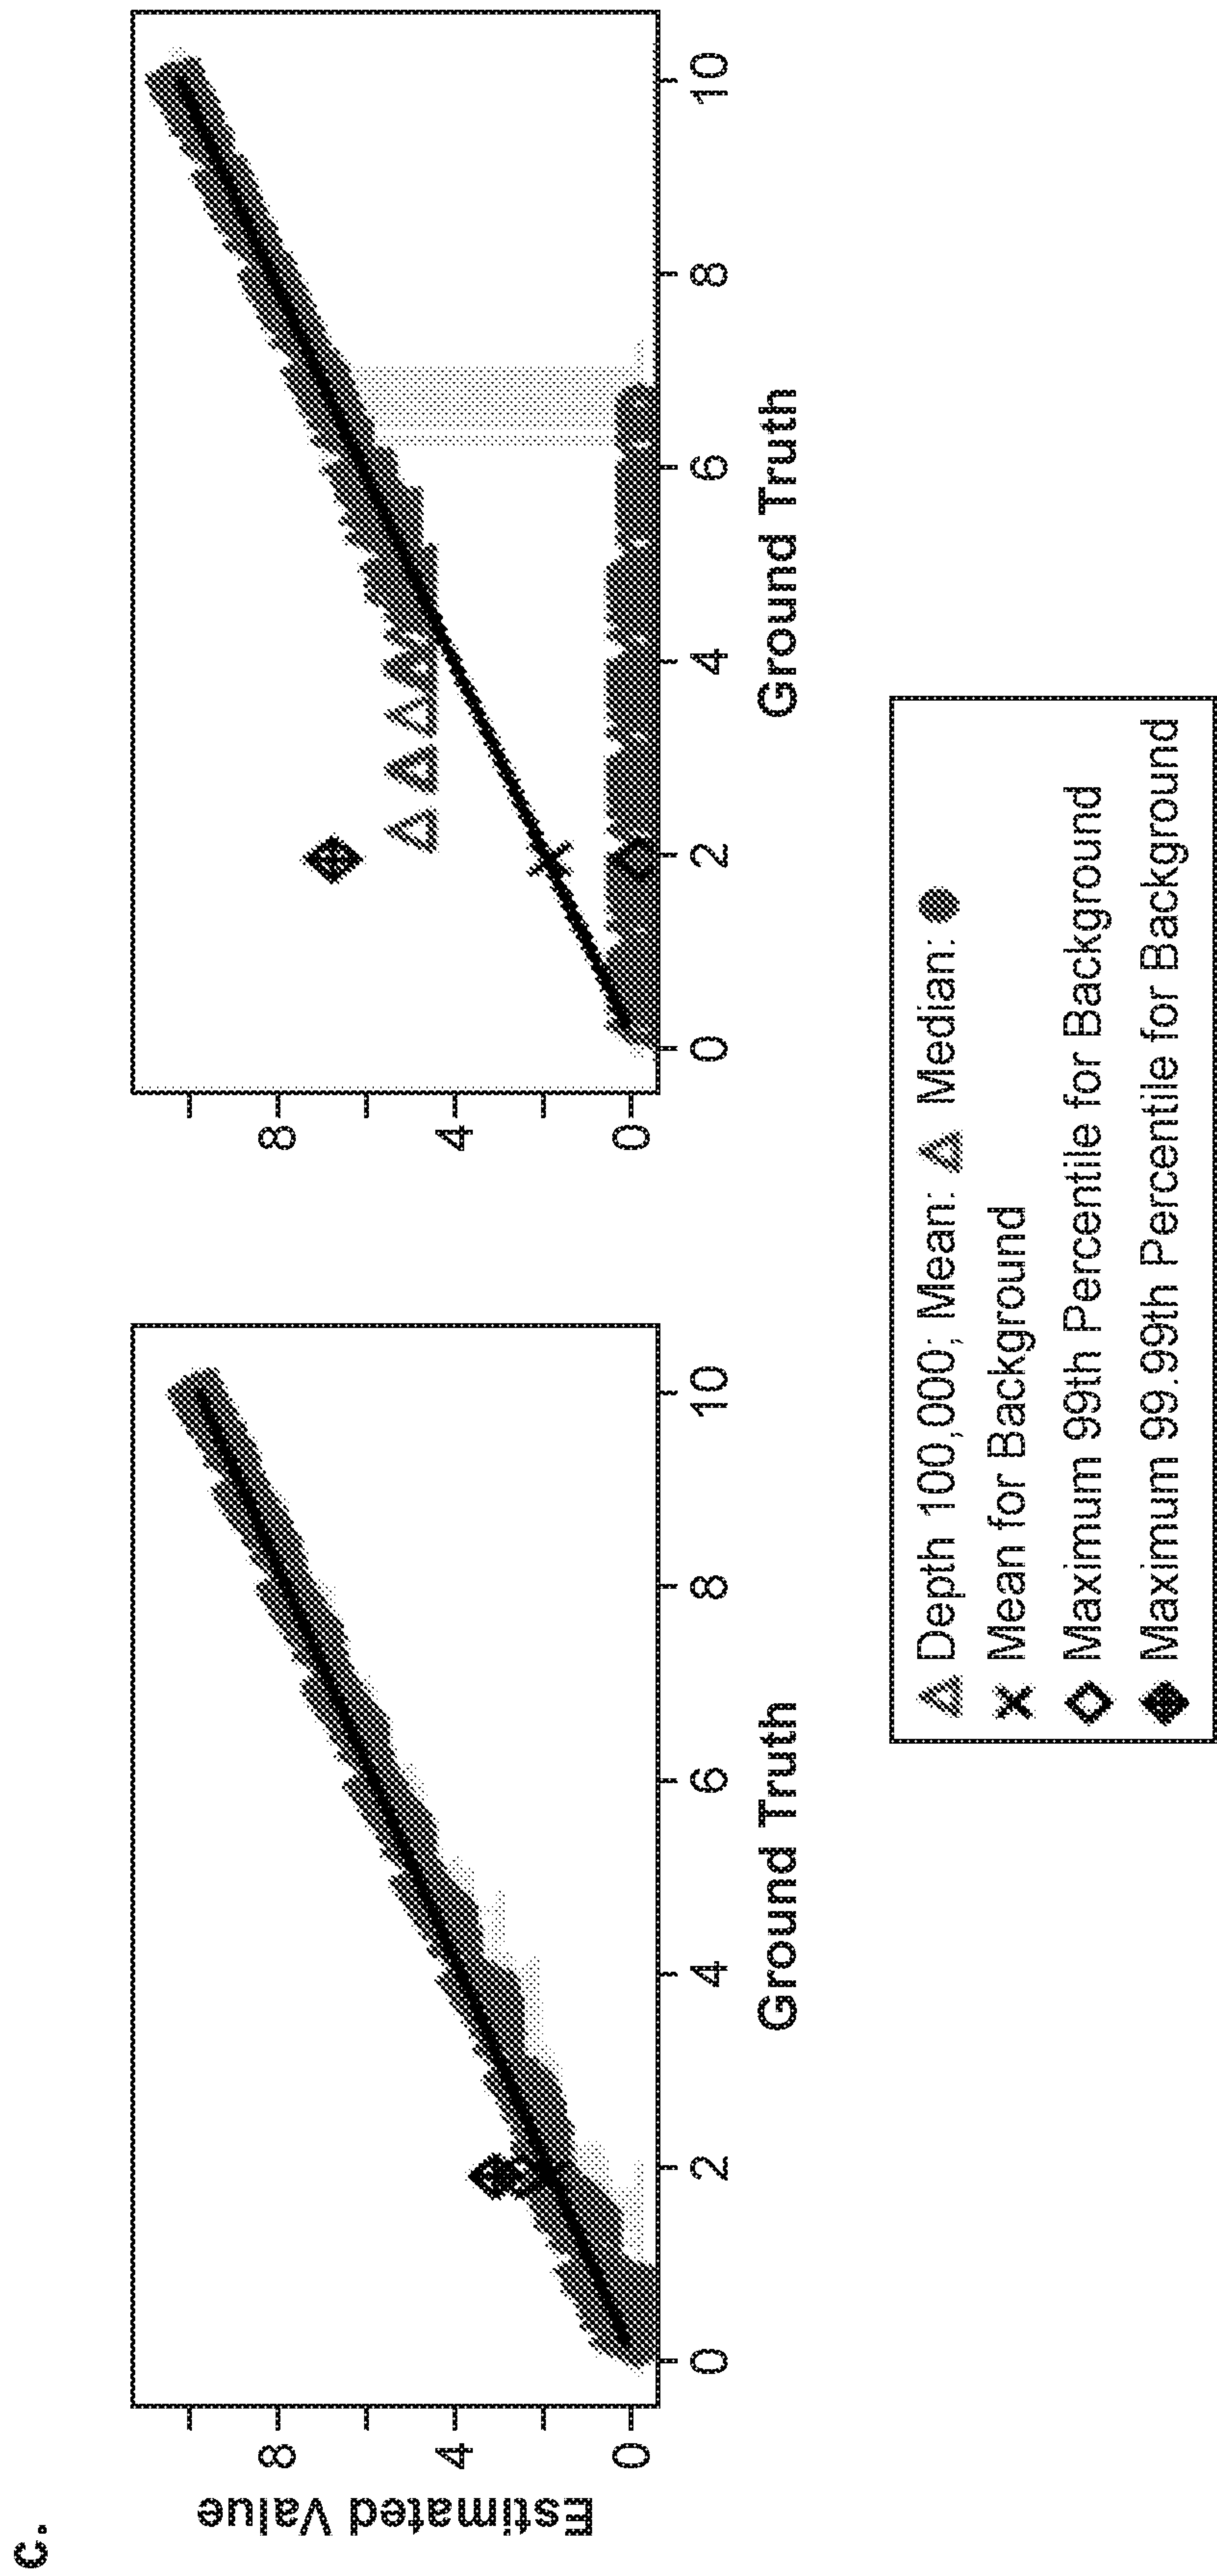 c.
Estimated Value
8
4
0
0 2 4 6 8 10
Ground Truth
8
4
0
0 2 4 6 8 10
Ground Truth
Depth 100,000; Mean: Median:
Mean for Background
Maximum 99th Percentile for Background
Maximum 99.99th Percentile for Background